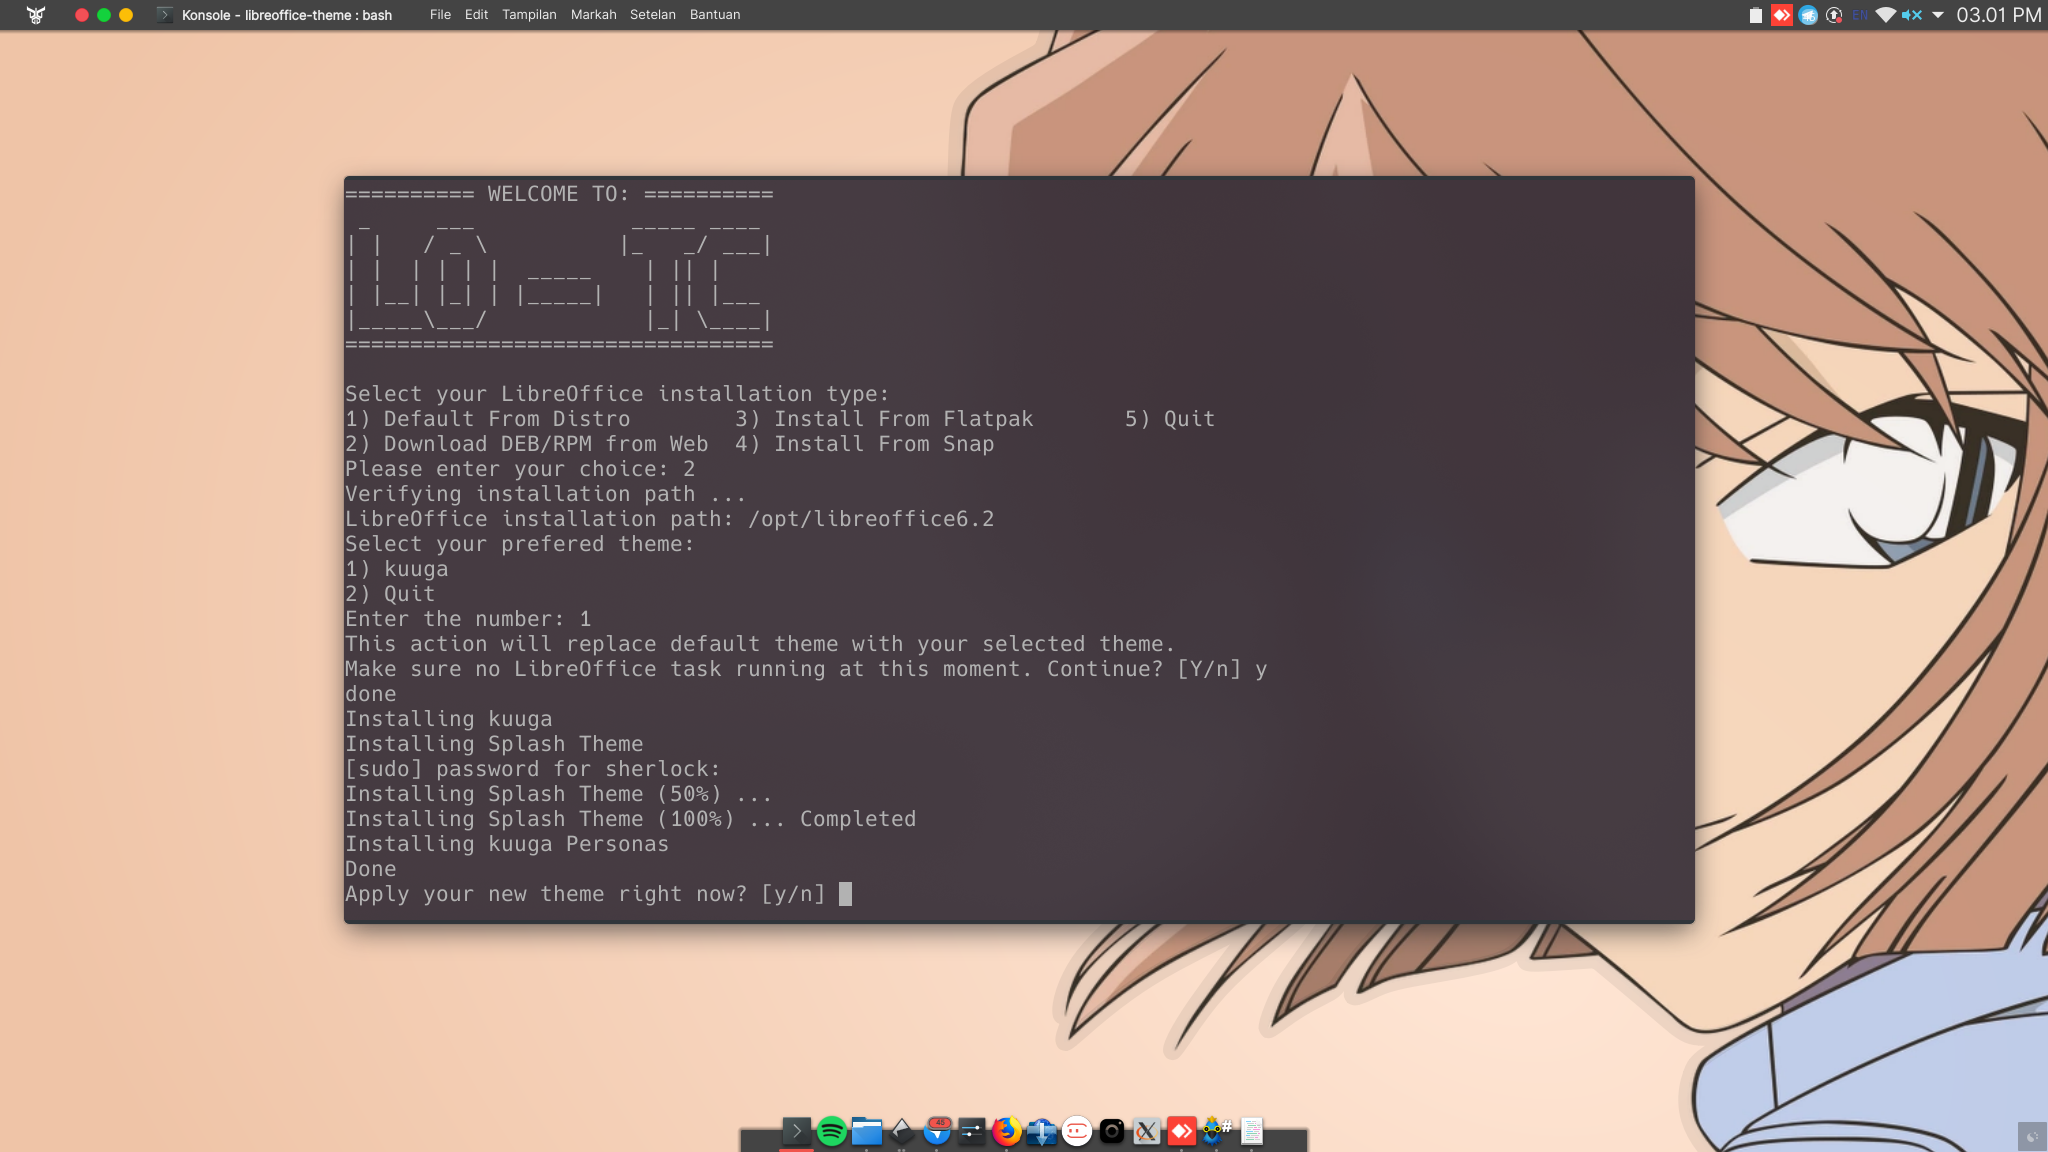 Konsole - libreoffice-theme : bash File Edit Tampilan Markah Setelan Bantuan EN 03.01 PM
========== WELCOME TO: ==========
 _     ___            _____ ____
| |   / _ \          |_   _/ ___|
| |  | | | |  _____    | || |
| |__| |_| | |_____|   | || |___
|_____\___/            |_| \____|
=================================
Select your LibreOffice installation type:
1) Default From Distro        3) Install From Flatpak       5) Quit
2) Download DEB/RPM from Web  4) Install From Snap
Please enter your choice: 2
Verifying installation path ...
LibreOffice installation path: /opt/libreoffice6.2
Select your prefered theme:
1) kuuga
2) Quit
Enter the number: 1
This action will replace default theme with your selected theme.
Make sure no LibreOffice task running at this moment. Continue? [Y/n] y
done
Installing kuuga
Installing Splash Theme
[sudo] password for sherlock:
Installing Splash Theme (50%) ...
Installing Splash Theme (100%) ... Completed
Installing kuuga Personas
Done
Apply your new theme right now? [y/n]